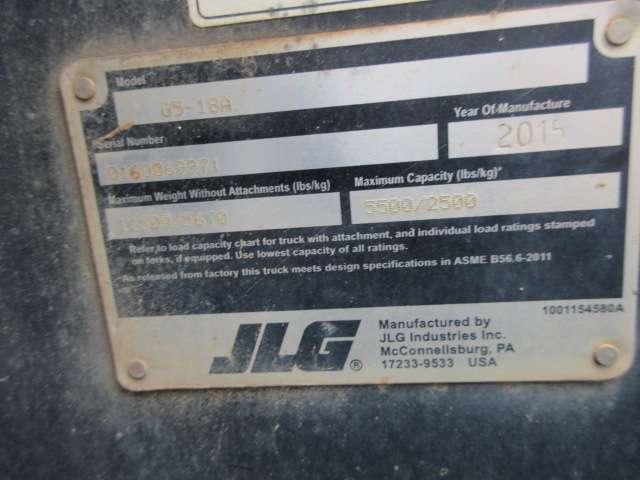 Model
G5-18A
Serial Number
Year Of Manufacture
2015
Maximum Weight Without Attachments (lbs/kg)
Maximum Capacity (lbs/kg)*
5500/2500
Refer to load capacity chart for truck with attachment, and individual load ratings stamped
on forks, if equipped. Use lowest capacity of all ratings.
As released from factory this truck meets design specifications in ASME B56.6-2011
1001154580A
JLG®
Manufactured by
JLG Industries Inc.
McConnellsburg, PA
17233-9533 USA